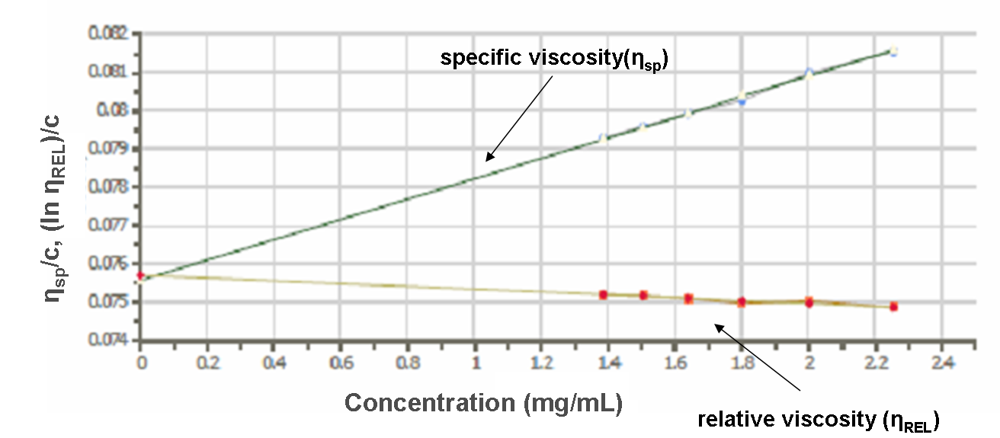 0.082
specific viscosity(ηsp)
0.081
0.08
0.079
0.078
0.077
0.076
0.075
0.074
ηsp/c, (ln ηREL)/c
0 0.2 0.4 0.6 0.8 1 1.2 1.4 1.6 1.8 2 2.2 2.4
Concentration (mg/mL)
relative viscosity (ηREL)